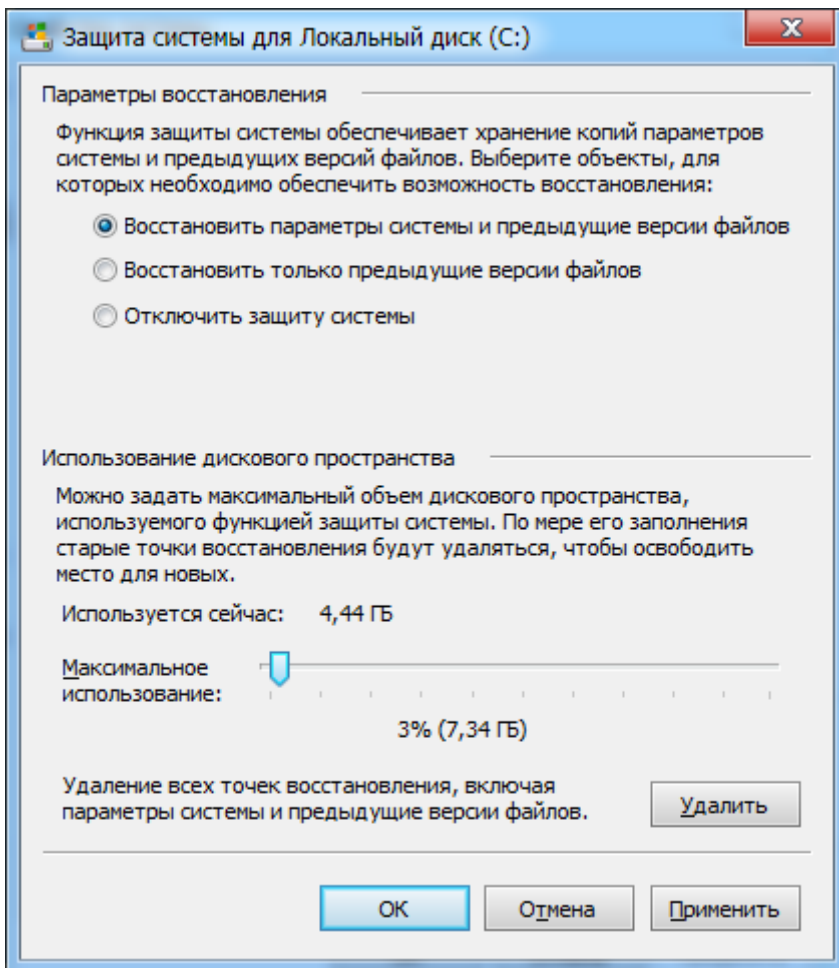 Защита системы для Локальный диск (C:)
Параметры восстановления
Функция защиты системы обеспечивает хранение копий параметров
системы и предыдущих версий файлов. Выберите объекты, для
которых необходимо обеспечить возможность восстановления:
Восстановить параметры системы и предыдущие версии файлов
Восстановить только предыдущие версии файлов
Отключить защиту системы
Использование дискового пространства
Можно задать максимальный объем дискового пространства,
используемого функцией защиты системы. По мере его заполнения
старые точки восстановления будут удаляться, чтобы освободить
место для новых.
Используется сейчас: 4,44 ГБ
Максимальное
использование:
3% (7,34 ГБ)
Удаление всех точек восстановления, включая
параметры системы и предыдущие версии файлов.
Удалить
ОК Отмена Применить